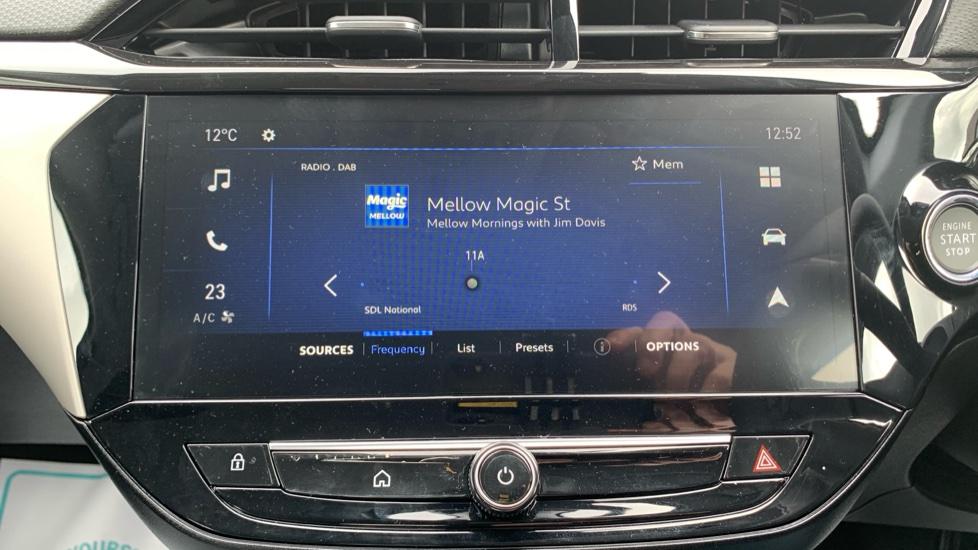 12°C
12:52
RADIO . DAB
Mem
Magic
MELLOW
Mellow Magic St
Mellow Mornings with Jim Davis
11A
23
A/C
SDL National
RDS
SOURCES
Frequency
List
Presets
OPTIONS
ENGINE
START
STOP
YOUR